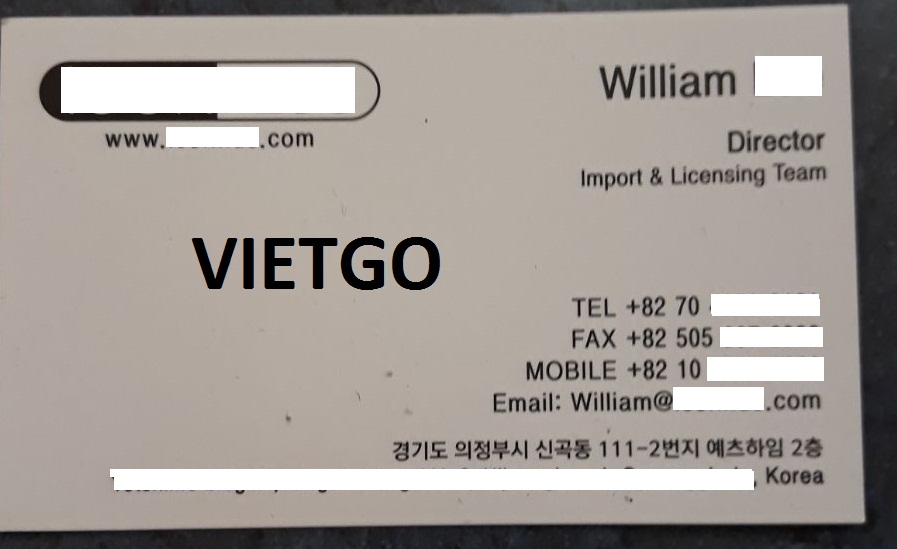 William
www. .com
Director
Import & Licensing Team
VIETGO
TEL +82 70
FAX +82 505
MOBILE +82 10
Email: William@ .com
경기도 의정부시 신곡동 111-2번지 예츠하임 2층
, Korea